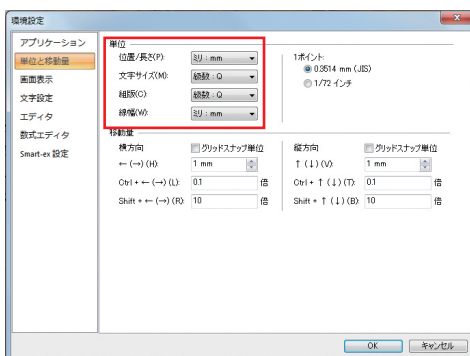 環境設定
アプリケーション
単位と移動量
画面表示
文字設定
エディタ
数式エディタ
Smart-ex 設定
単位
位置/長さ(P): ミリ : mm
文字サイズ(M): 級数 : Q
組版(C): 級数 : Q
線幅(W): ミリ : mm
1ポイント:
0.3514 mm (JIS)
1/72 インチ
移動量
横方向 グリッドスナップ単位
← (→) (H): 1 mm
Ctrl + ← (→) (L): 0.1 倍
Shift + ← (→) (R): 10 倍
縦方向 グリッドスナップ単位
↑ (↓) (V): 1 mm
Ctrl + ↑ (↓) (T): 0.1 倍
Shift + ↑ (↓) (B): 10 倍
OK キャンセル